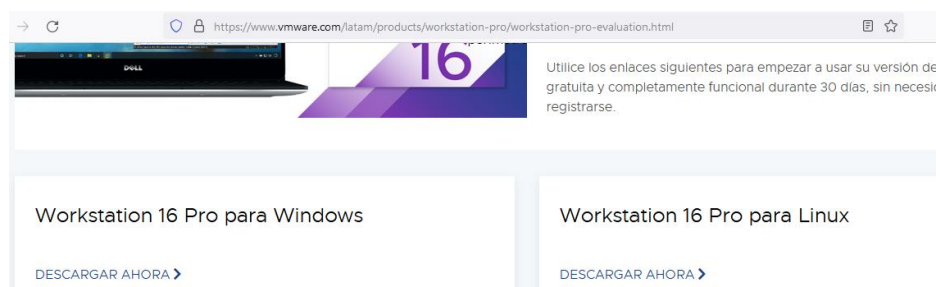 https://www.vmware.com/latam/products/workstation-pro/workstation-pro-evaluation.html
DELL
16
Utilice los enlaces siguientes para empezar a usar su versión de
gratuita y completamente funcional durante 30 días, sin
registrarse.
Workstation 16 Pro para Windows
Workstation 16 Pro para Linux
DESCARGAR AHORA
DESCARGAR AHORA